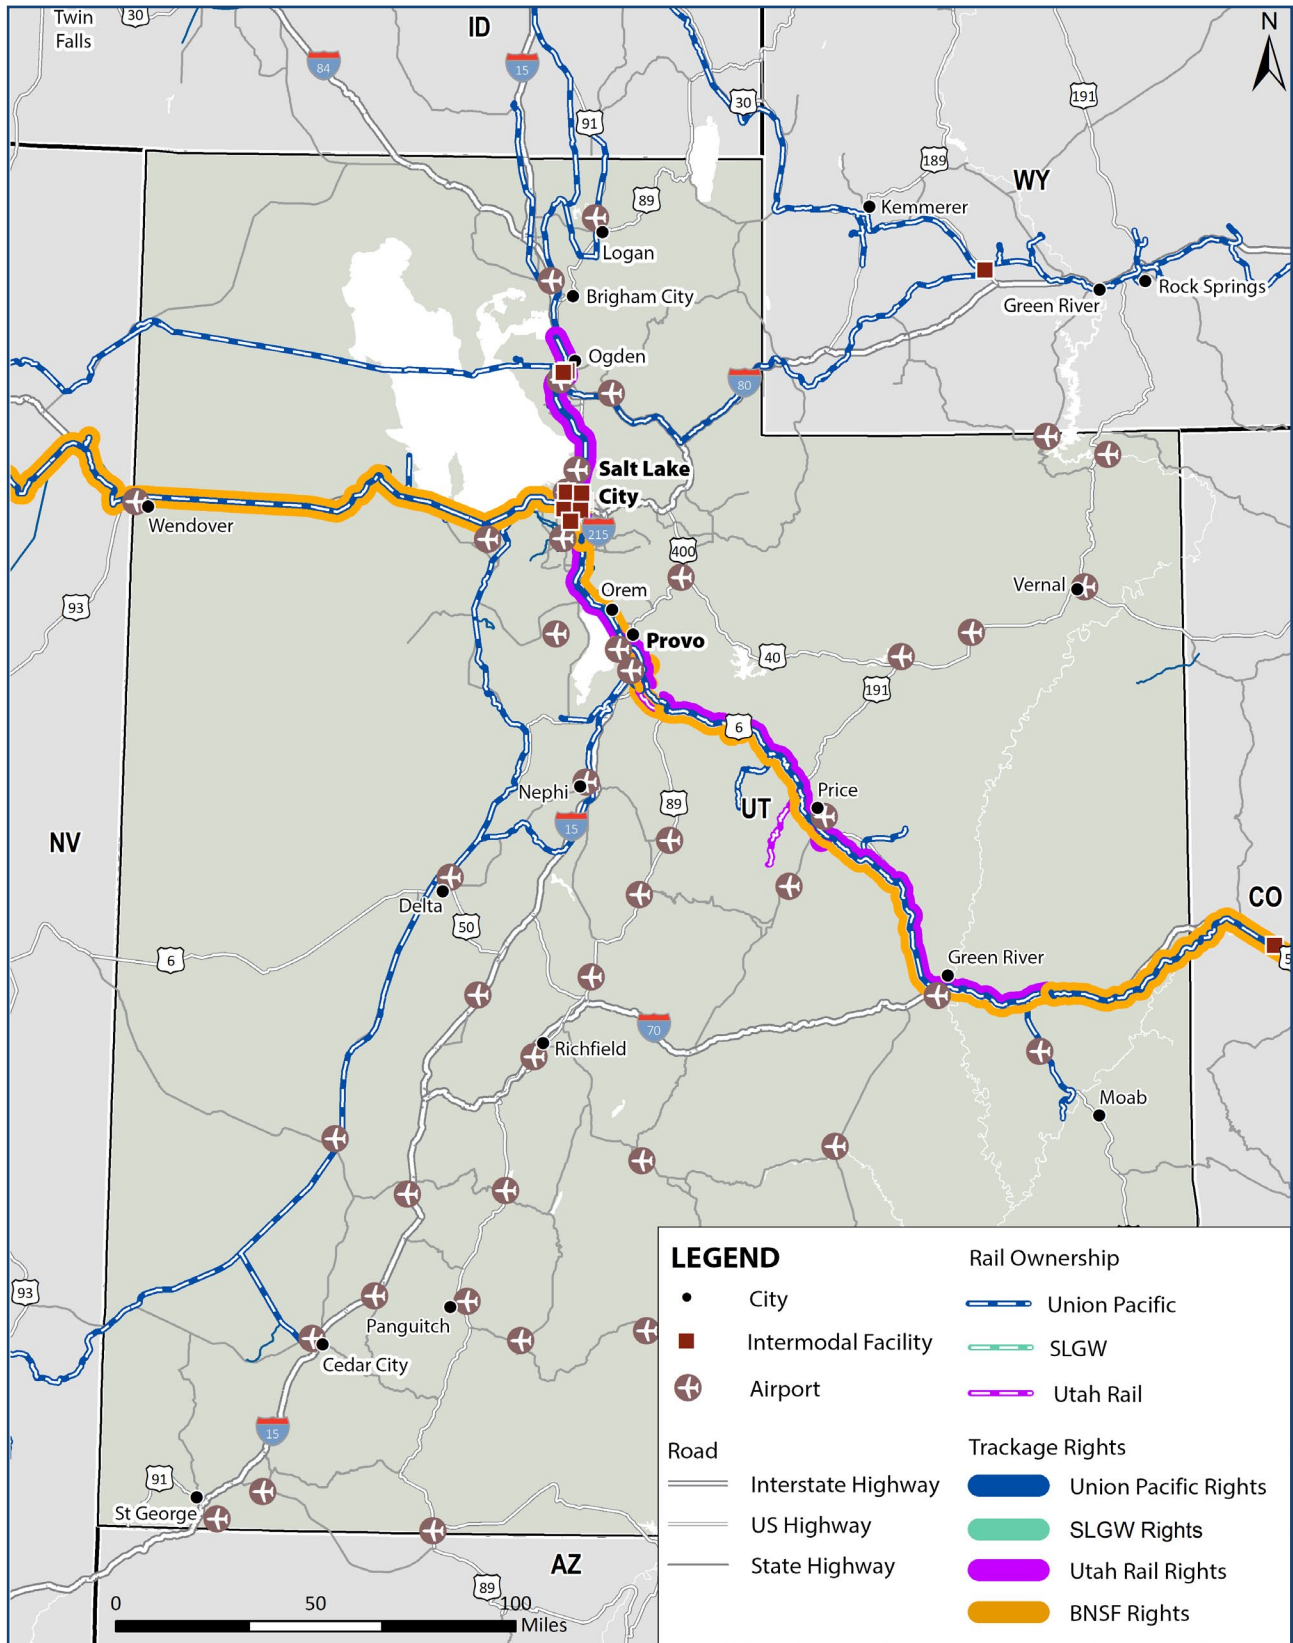 Twin
Falls
30
ID
84
15
91
30
191
N
189
WY
89
Kemmerer
Logan
Brigham City
Green River
Rock Springs
Ogden
80
Salt Lake
City
Wendover
215
400
Vernal
93
Orem
Provo
40
191
6
Nephi
Price
89
UT
15
NV
Delta
50
CO
6
Green River
5
70
Richfield
Moab
93
Panguitch
Cedar City
15
91
St George
AZ
89
0 50 100
Miles
LEGEND
City
Intermodal Facility
Airport
Road
Interstate Highway
US Highway
State Highway
Rail Ownership
Union Pacific
SLGW
Utah Rail
Trackage Rights
Union Pacific Rights
SLGW Rights
Utah Rail Rights
BNSF Rights